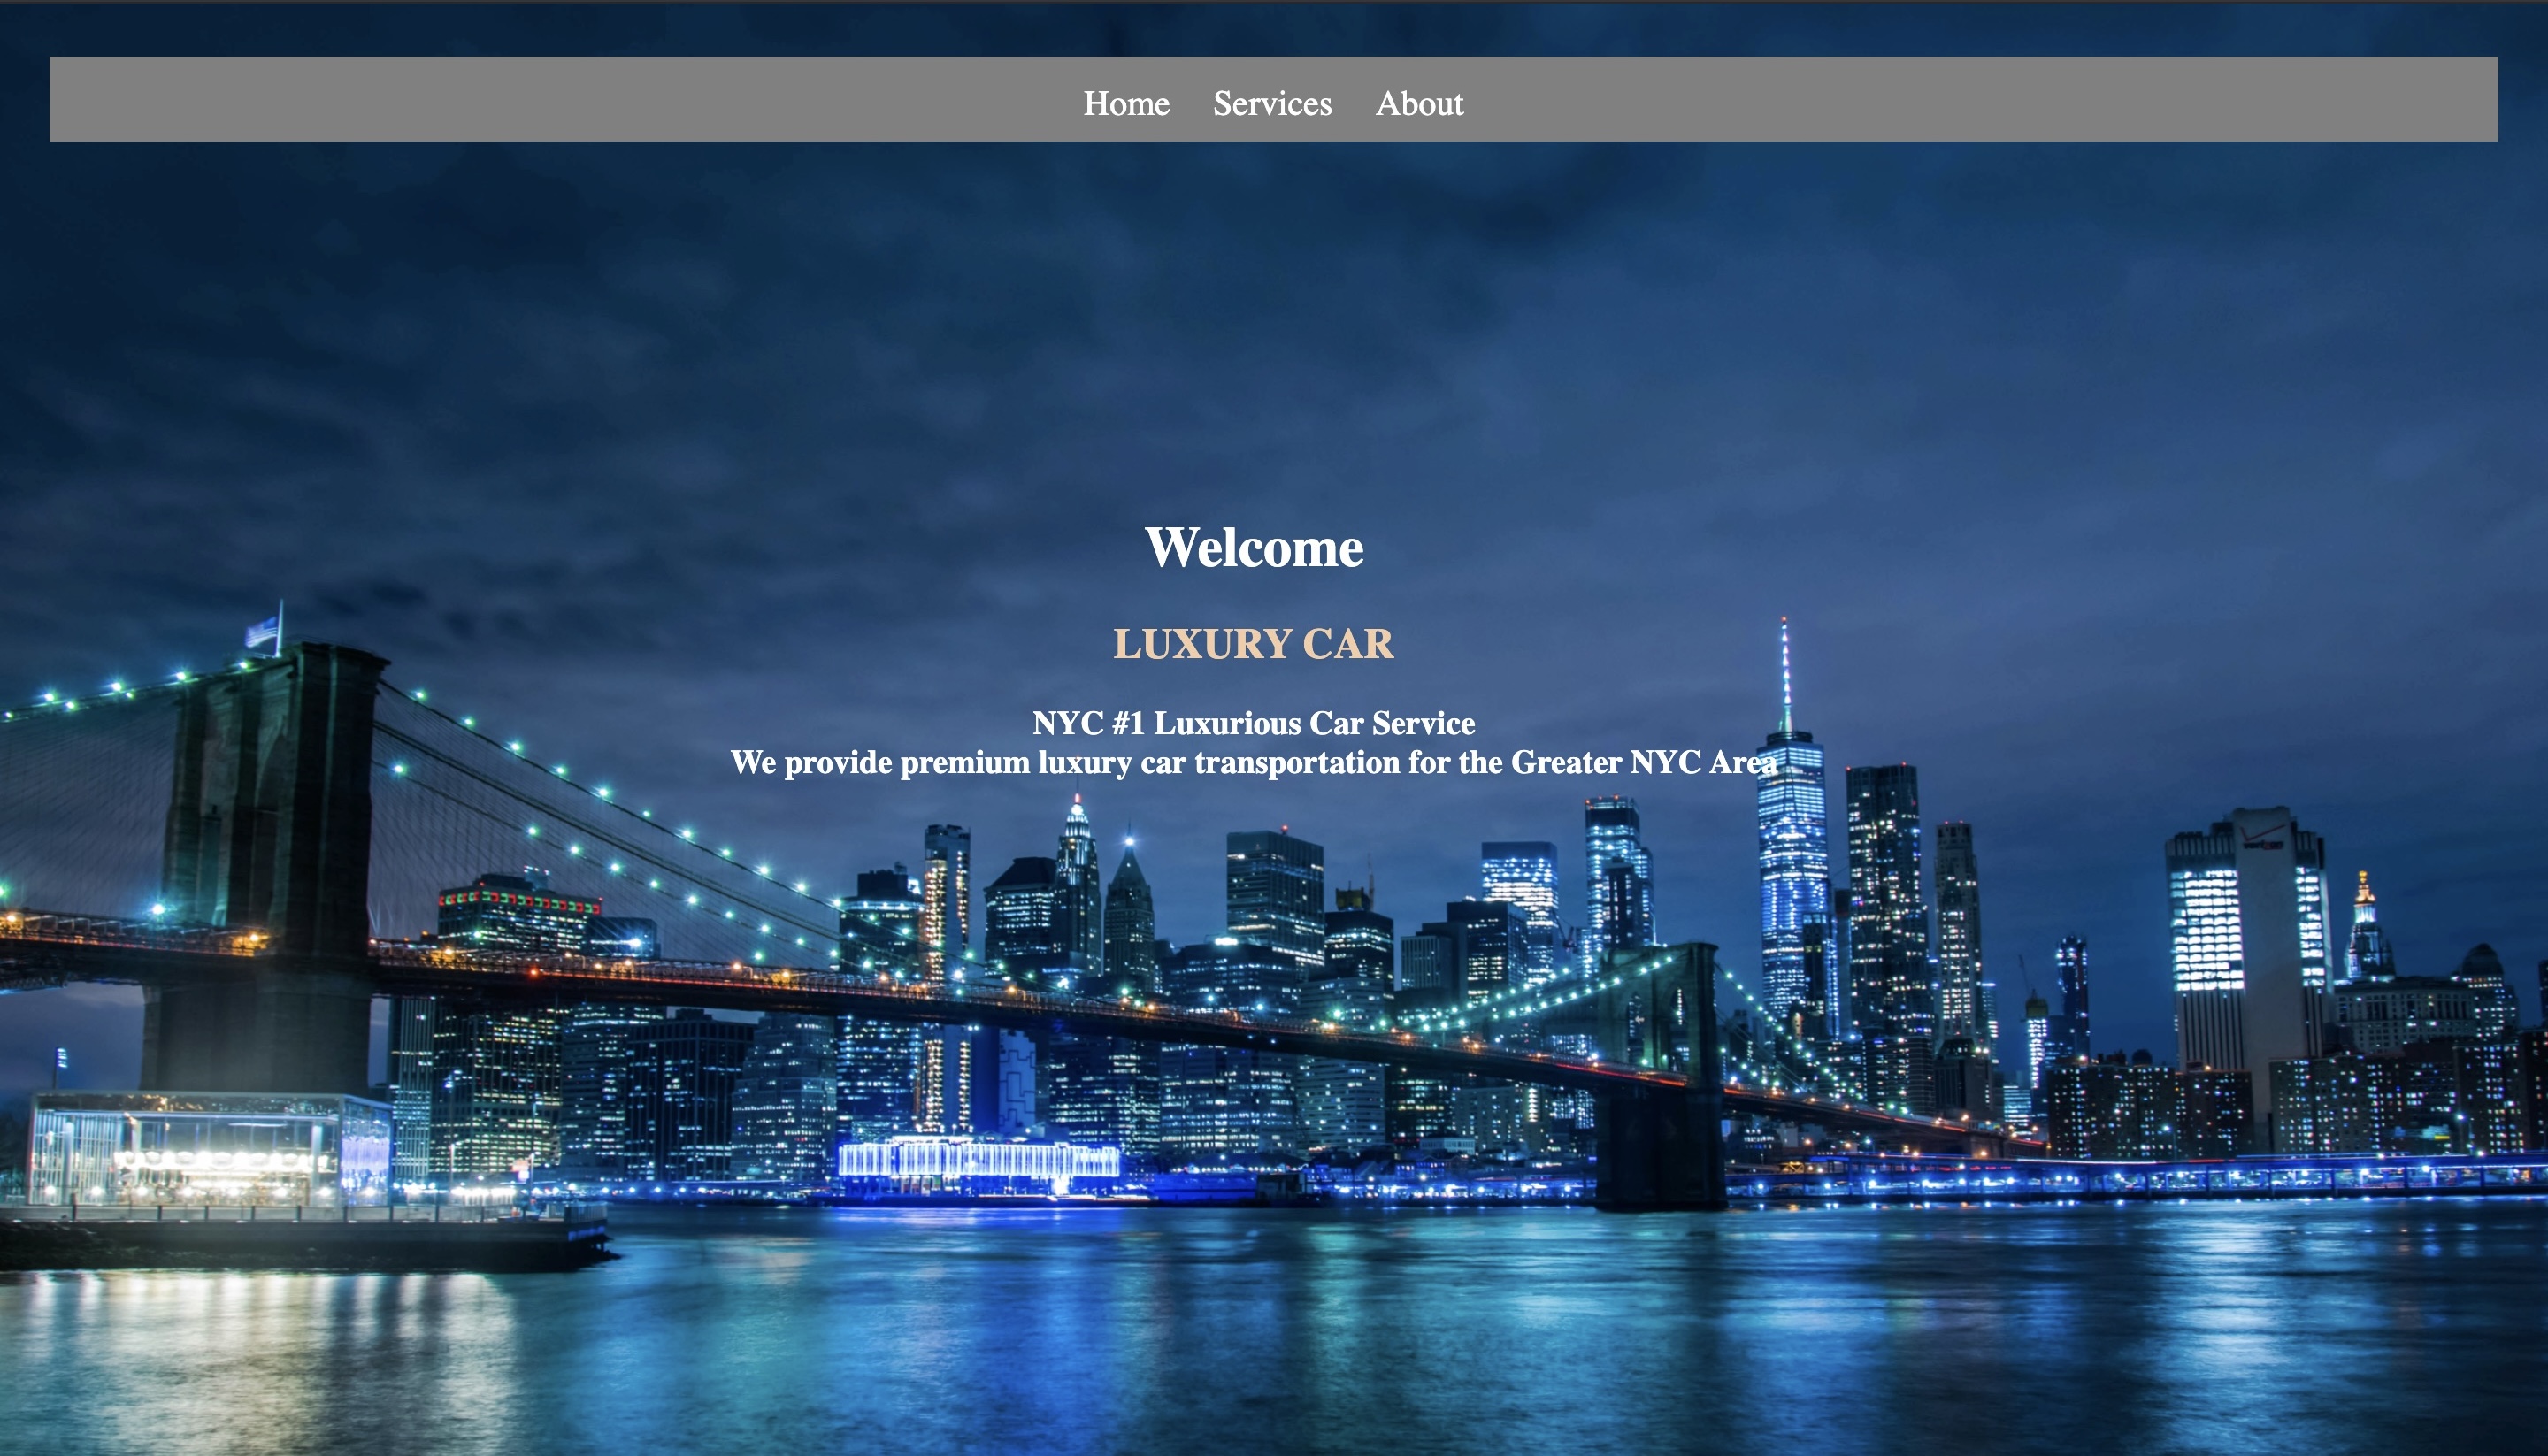 Home Services About
Welcome
LUXURY CAR
NYC #1 Luxurious Car Service
We provide premium luxury car transportation for the Greater NYC Area
verizon